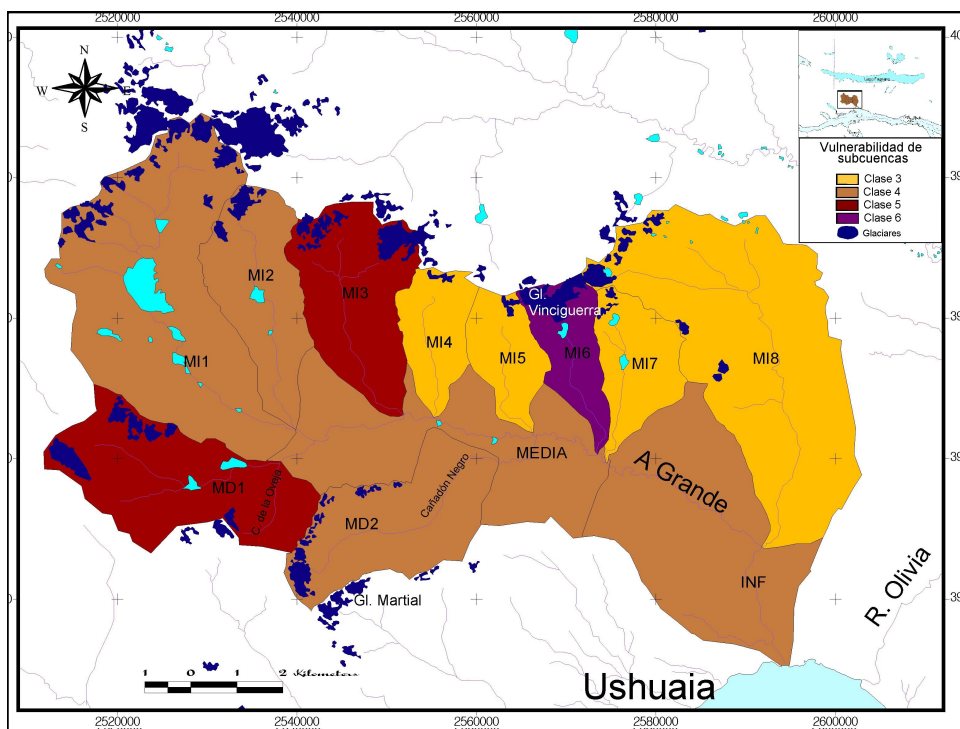 2520000 2540000 2560000 2580000 2600000
N
W E
S
Vulnerabilidad de
subcuencas
Clase 3
Clase 4
Clase 5
Clase 6
Glaciares
MI2
MI3
Gl.
Vinciguerra
MI1
MI4
MI5
MI6
MI7
MI8
MEDIA
A Grande
Cañadón Negro
MD1
C. de la Oveja
MD2
INF
Gl. Martial
R. Olivia
1 0 1 2 Kilometers
Ushuaia
2520000 2540000 2560000 2580000 2600000